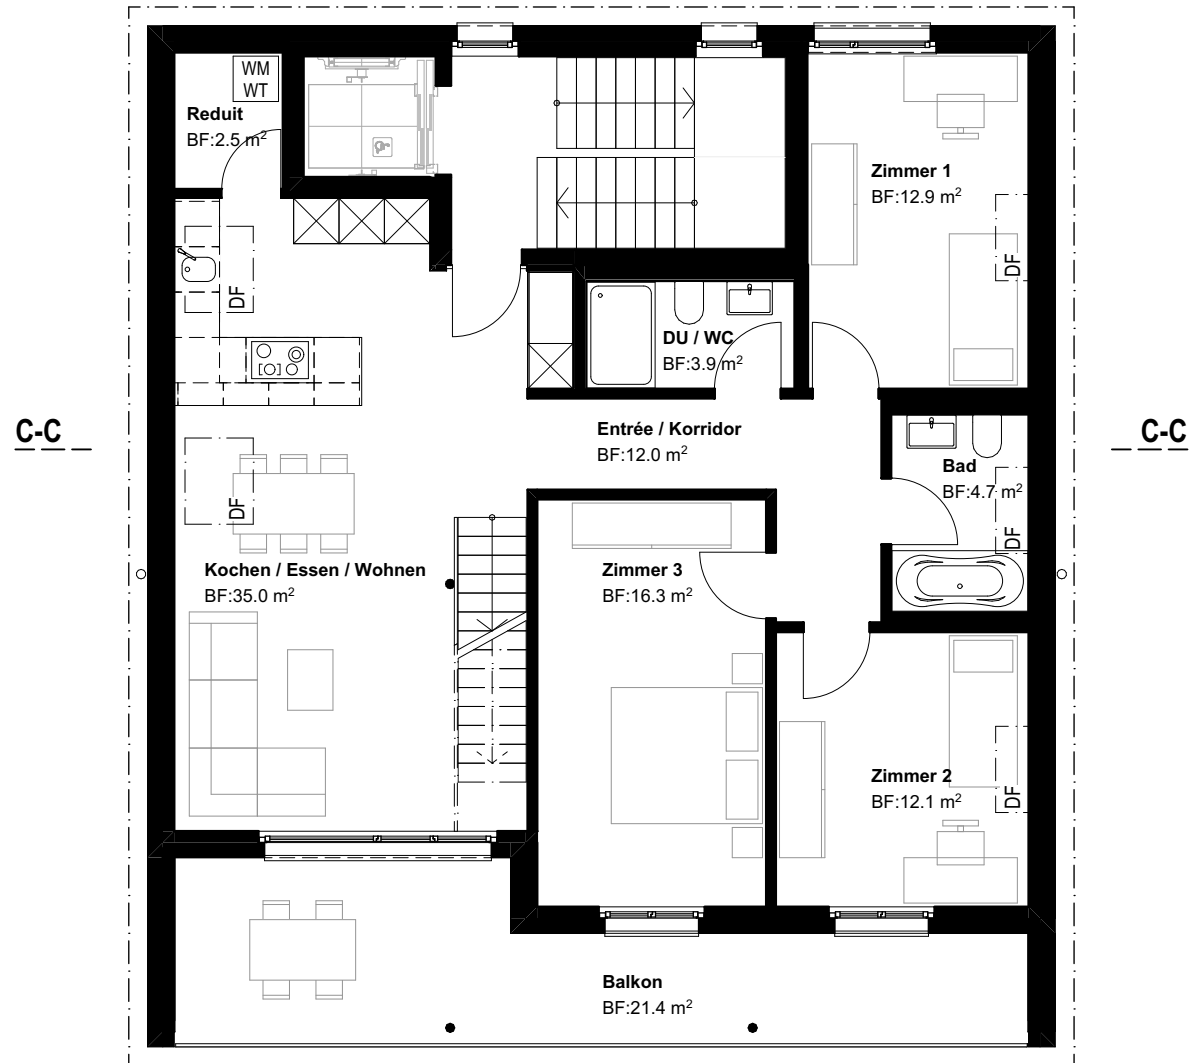 WM
WT
Reduit
BF:2.5 m²
Zimmer 1
BF:12.9 m²
DF
DF
DU / WC
BF:3.9 m²
C-C
C-C
Entrée / Korridor
BF:12.0 m²
Bad
BF:4.7 m²
DF
DF
Kochen / Essen / Wohnen
BF:35.0 m²
Zimmer 3
BF:16.3 m²
Zimmer 2
BF:12.1 m²
DF
Balkon
BF:21.4 m²